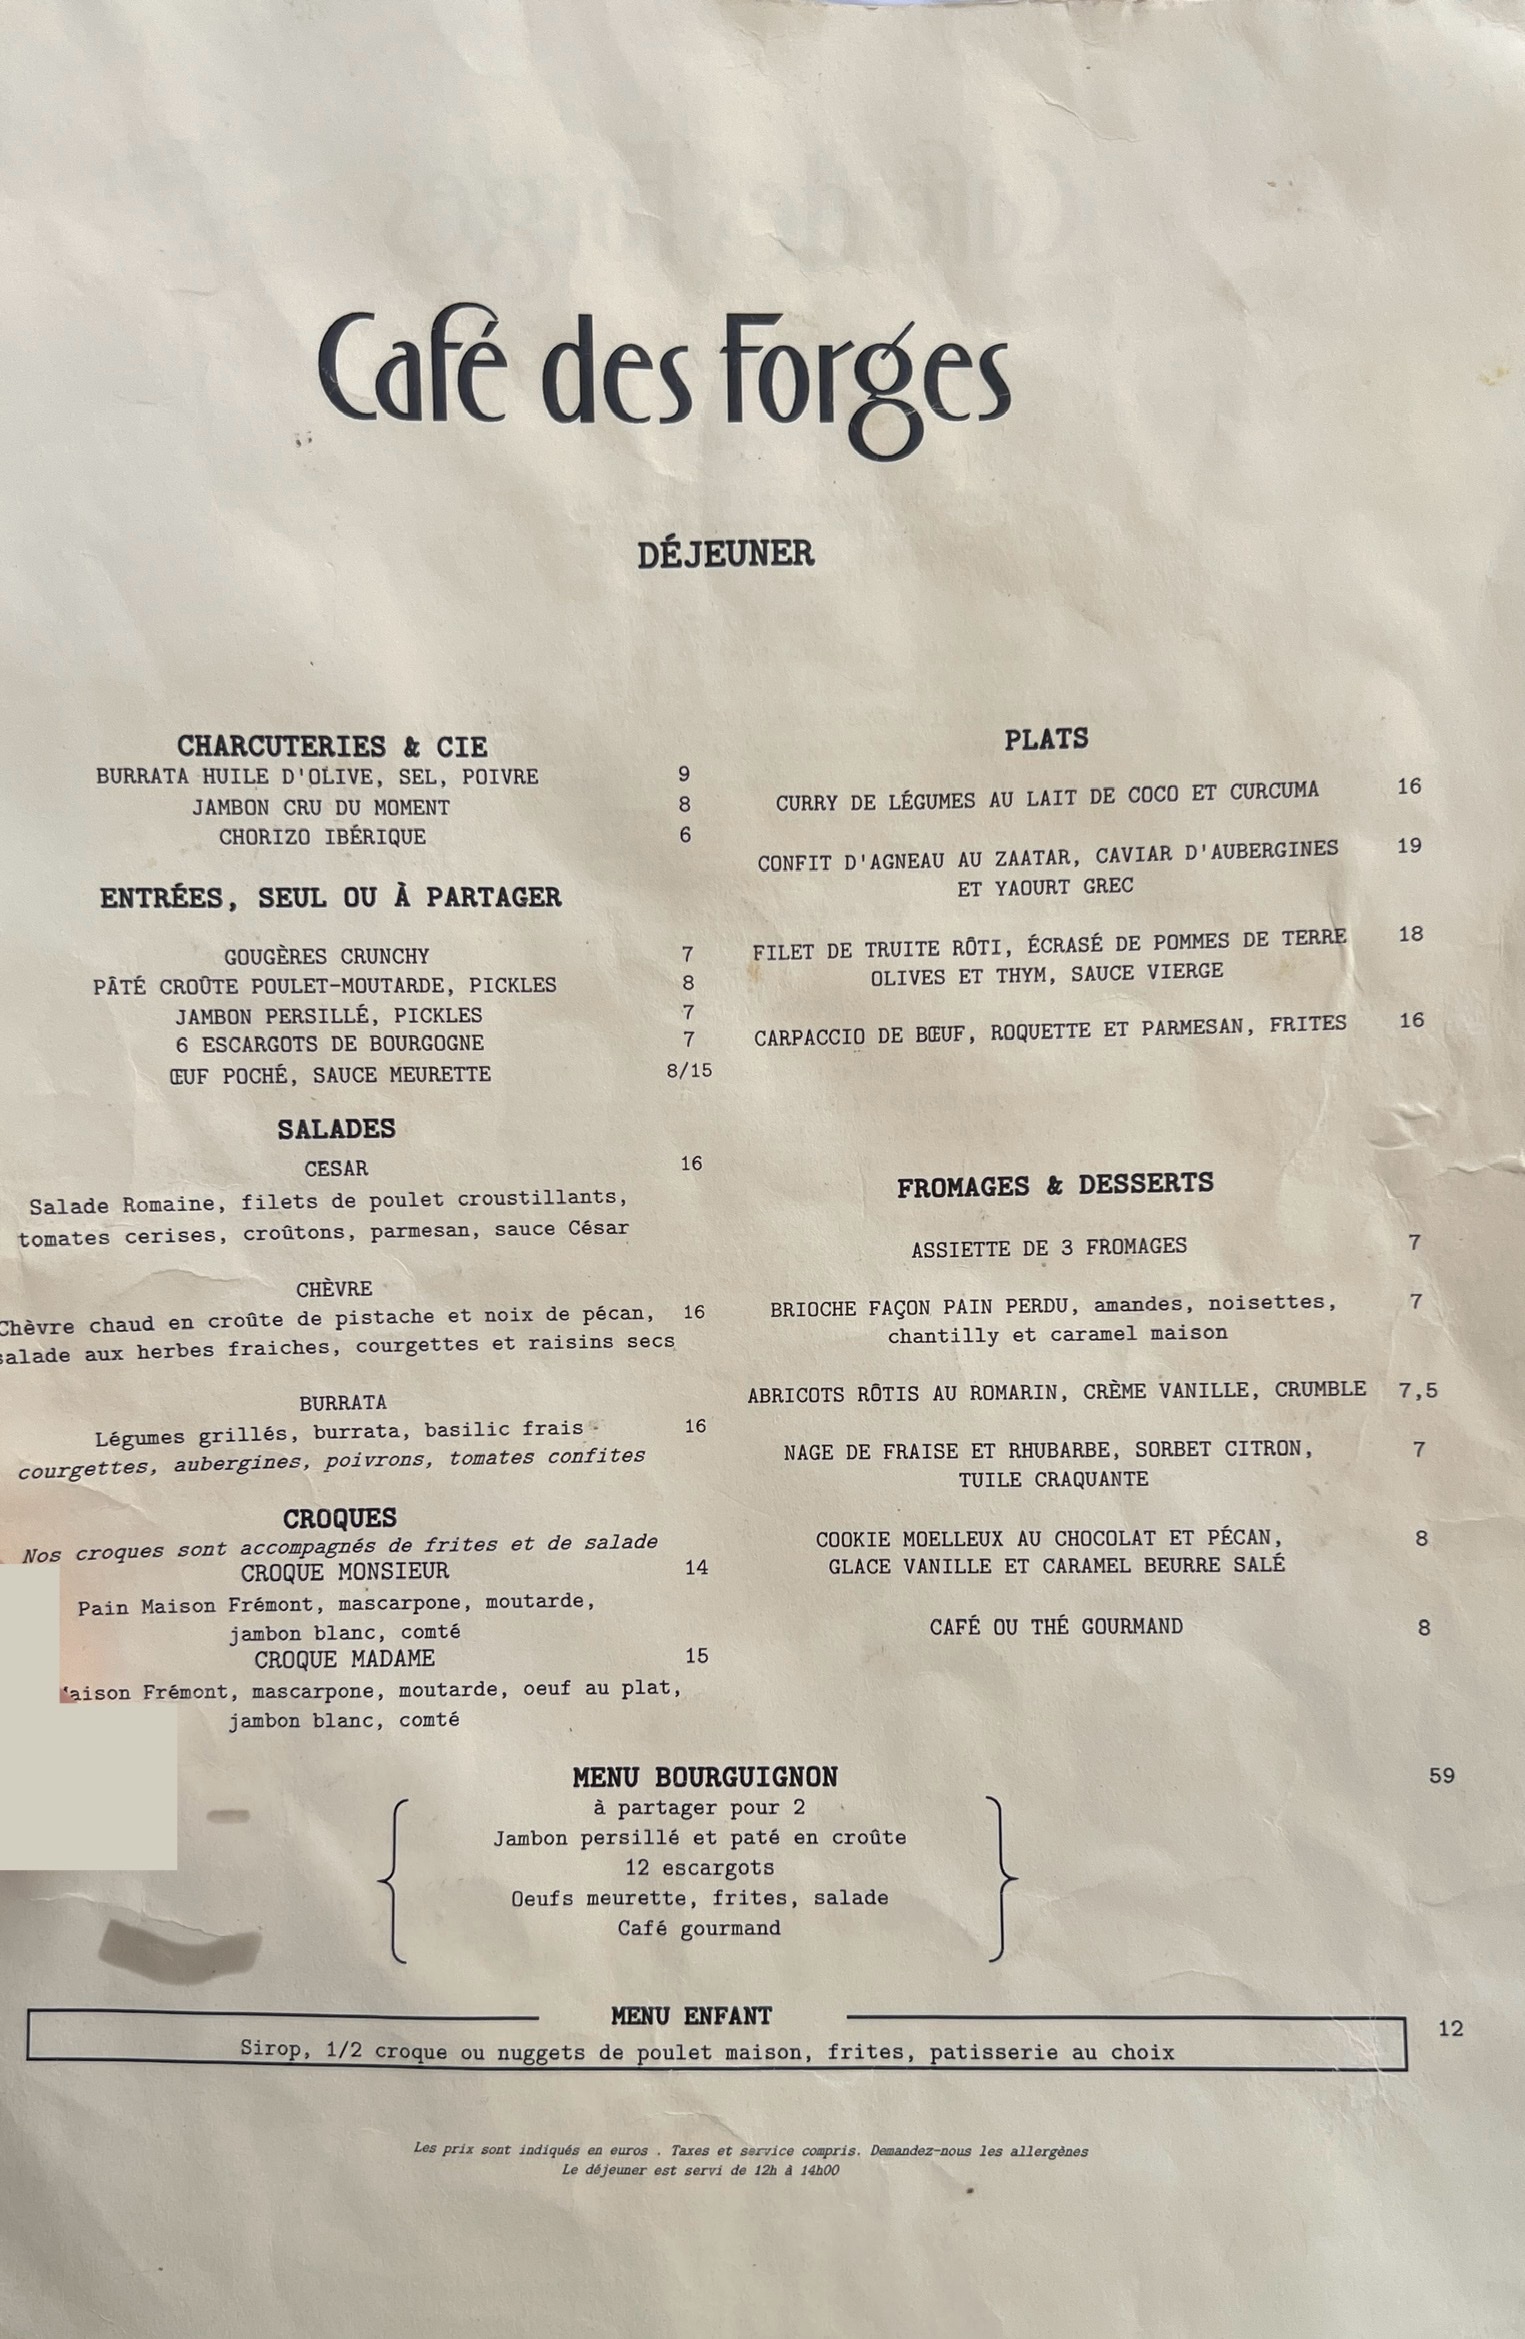 Café des Forges
DÉJEUNER
CHARCUTERIES & CIE
BURRATA HUILE D'OLIVE, SEL, POIVRE 9
JAMBON CRU DU MOMENT 8
CHORIZO IBÉRIQUE 6
ENTRÉES, SEUL OU À PARTAGER
GOUGÈRES CRUNCHY 7
PÂTÉ CROÛTE POULET-MOUTARDE, PICKLES 8
JAMBON PERSILLÉ, PICKLES 7
6 ESCARGOTS DE BOURGOGNE 7
ŒUF POCHÉ, SAUCE MEURETTE 8/15
SALADES
CESAR 16
Salade Romaine, filets de poulet croustillants,
tomates cerises, croûtons, parmesan, sauce César
CHÈVRE
Chèvre chaud en croûte de pistache et noix de pécan, 16
salade aux herbes fraiches, courgettes et raisins secs
BURRATA
Légumes grillés, burrata, basilic frais 16
courgettes, aubergines, poivrons, tomates confites
CROQUES
Nos croques sont accompagnés de frites et de salade
CROQUE MONSIEUR 14
Pain Maison Frémont, mascarpone, moutarde,
jambon blanc, comté
CROQUE MADAME 15
Frémont, mascarpone, moutarde, oeuf au plat,
jambon blanc, comté
PLATS
CURRY DE LÉGUMES AU LAIT DE COCO ET CURCUMA 16
CONFIT D'AGNEAU AU ZAATAR, CAVIAR D'AUBERGINES 19
ET YAOURT GREC
FILET DE TRUITE RÔTI, ÉCRASÉ DE POMMES DE TERRE 18
OLIVES ET THYM, SAUCE VIERGE
CARPACCIO DE BŒUF, ROQUETTE ET PARMESAN, FRITES 16
FROMAGES & DESSERTS
ASSIETTE DE 3 FROMAGES 7
BRIOCHE FAÇON PAIN PERDU, amandes, noisettes, 7
chantilly et caramel maison
ABRICOTS RÔTIS AU ROMARIN, CRÈME VANILLE, CRUMBLE 7,5
NAGE DE FRAISE ET RHUBARBE, SORBET CITRON, 7
TUILE CRAQUANTE
COOKIE MOELLEUX AU CHOCOLAT ET PÉCAN, 8
GLACE VANILLE ET CARAMEL BEURRE SALÉ
CAFÉ OU THÉ GOURMAND 8
MENU BOURGUIGNON 59
à partager pour 2
Jambon persillé et paté en croûte
12 escargots
Oeufs meurette, frites, salade
Café gourmand
MENU ENFANT 12
Sirop, 1/2 croque ou nuggets de poulet maison, frites, patisserie au choix
Les prix sont indiqués en euros . Taxes et service compris. Demandez-nous les allergènes
Le déjeuner est servi de 12h à 14h00